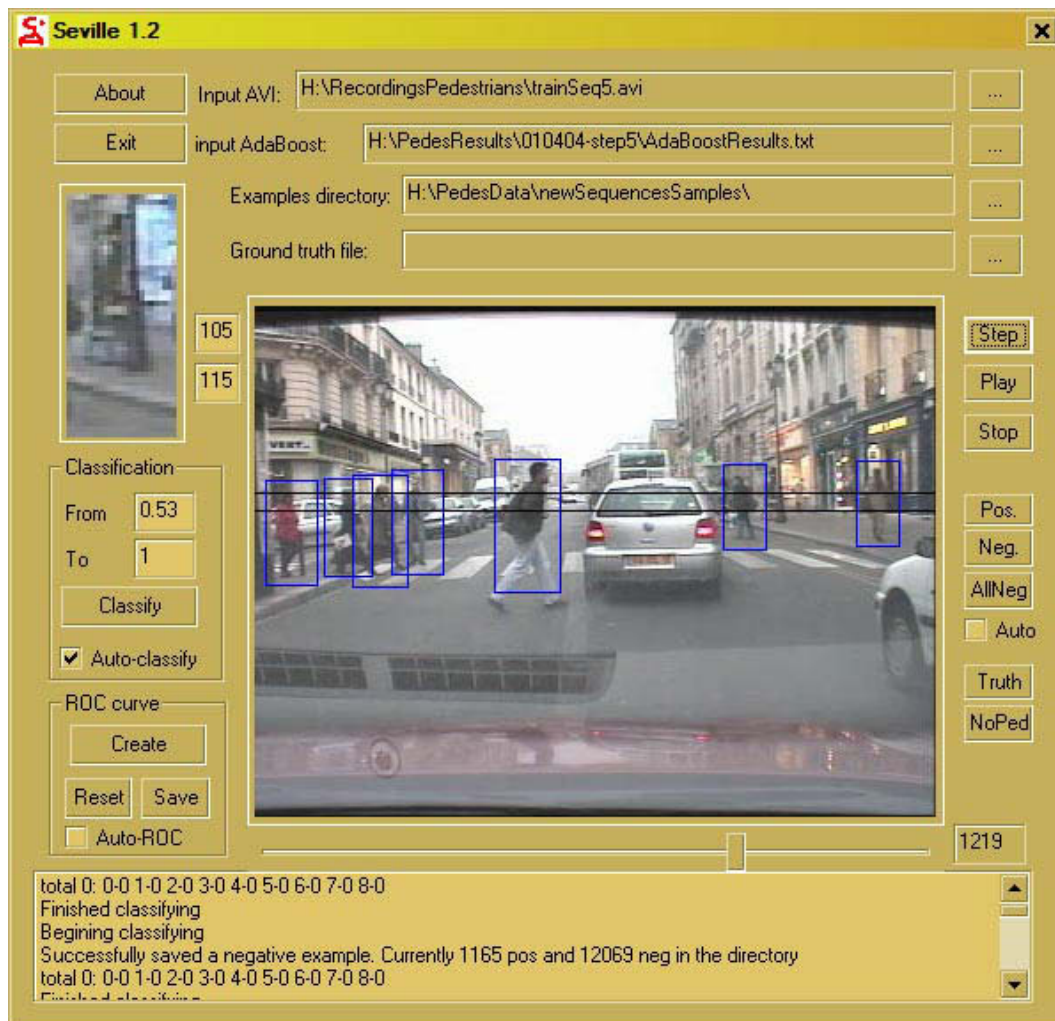 Seville 1.2
About
Input AVI: H:\RecordingsPedestrians\trainSeq5.avi ...
Exit
input AdaBoost: H:\PedesResults\010404-step5\AdaBoostResults.txt ...
Examples directory: H:\PedesData\newSequencesSamples\ ...
Ground truth file: ...
105
115
Step
Play
Stop
Classification
From 0.53
To 1
Classify
Auto-classify
Pos.
Neg.
AllNeg
Auto
Truth
NoPed
ROC curve
Create
Reset Save
Auto-ROC
VERT..
1219
total 0: 0-0 1-0 2-0 3-0 4-0 5-0 6-0 7-0 8-0
Finished classifying
Begining classifying
Successfully saved a negative example. Currently 1165 pos and 12069 neg in the directory
total 0: 0-0 1-0 2-0 3-0 4-0 5-0 6-0 7-0 8-0
Finished classifying